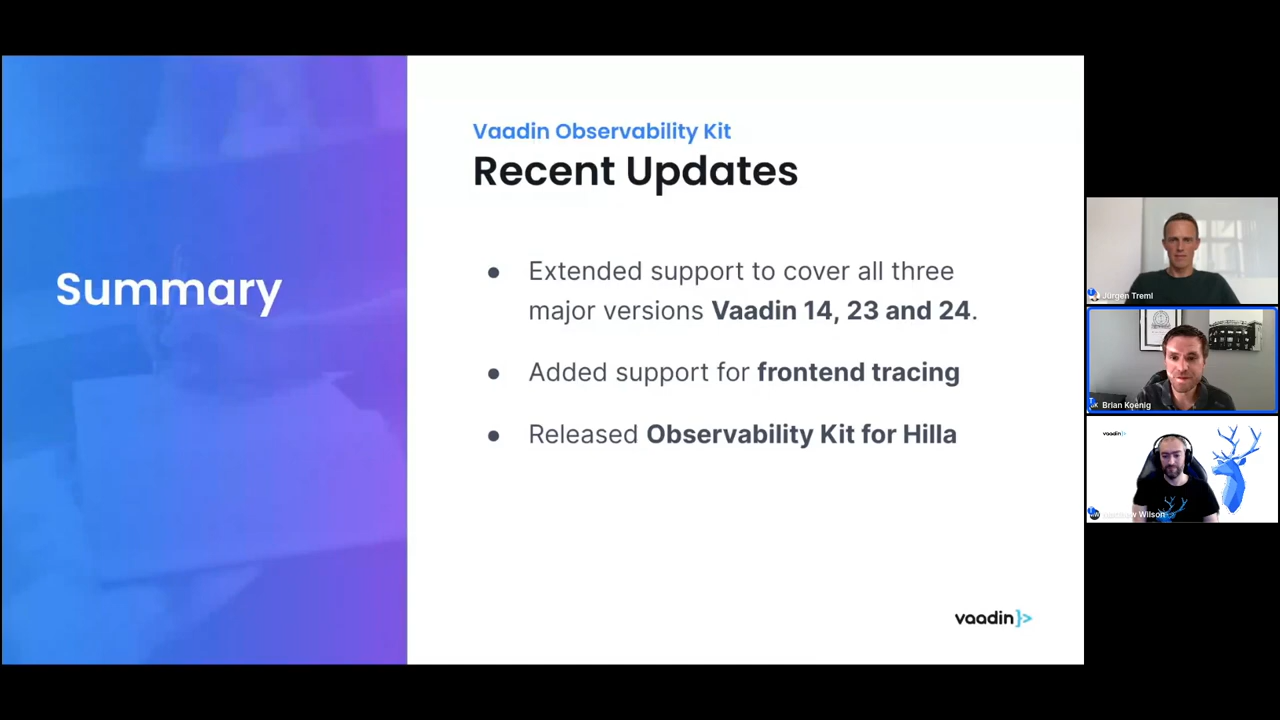 Summary
Vaadin Observability Kit
Recent Updates
● Extended support to cover all three
major versions Vaadin 14, 23 and 24.
● Added support for frontend tracing
● Released Observability Kit for Hilla
vaadin}>
Jürgen Treml
Brian Koenig
vaadin}>
Wilson